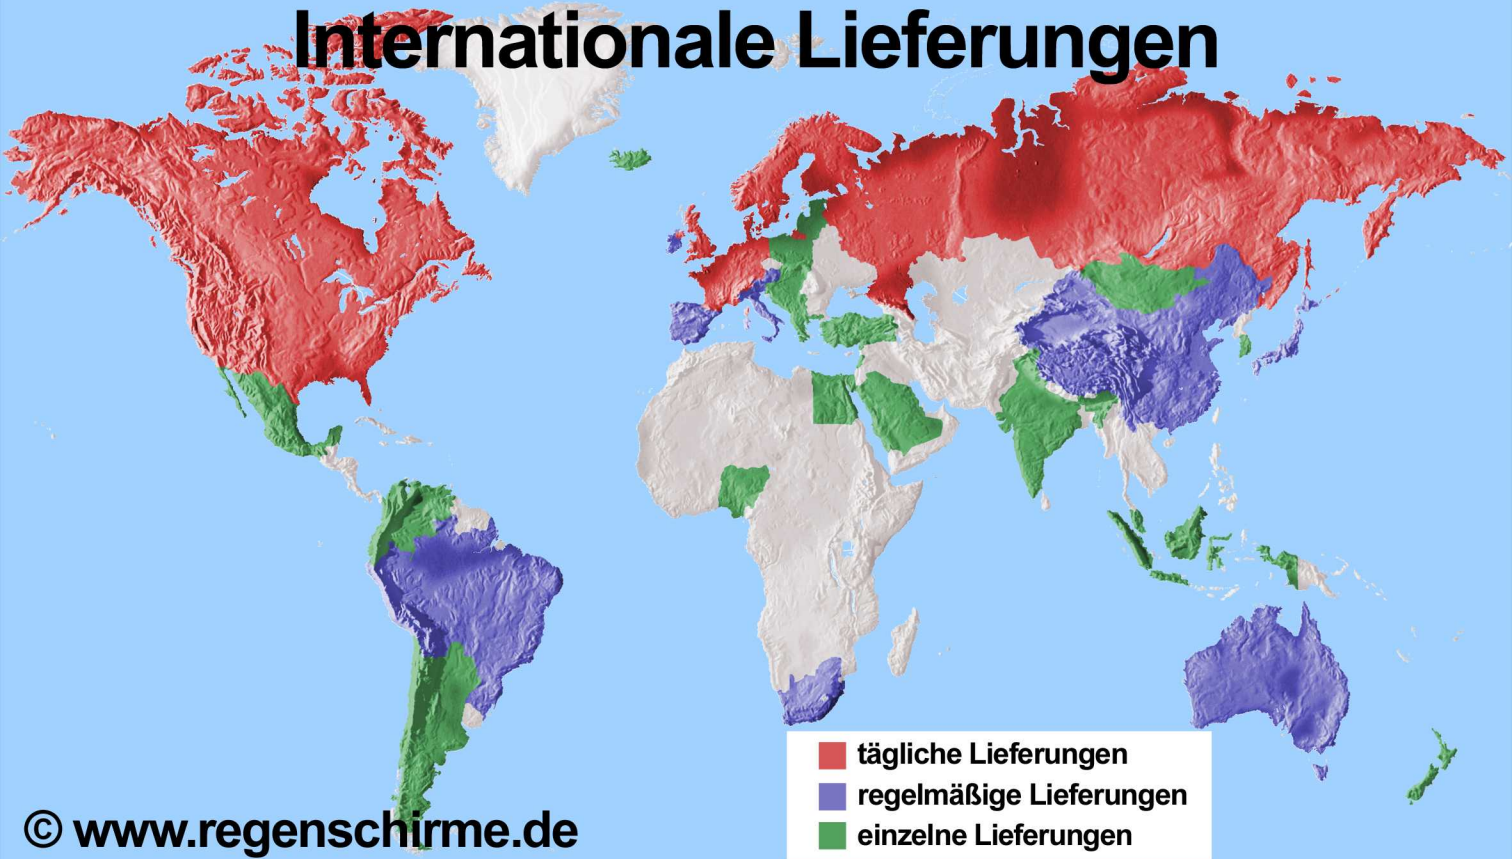 Internationale Lieferungen
tägliche Lieferungen
regelmäßige Lieferungen
einzelne Lieferungen
© www.regenschirme.de